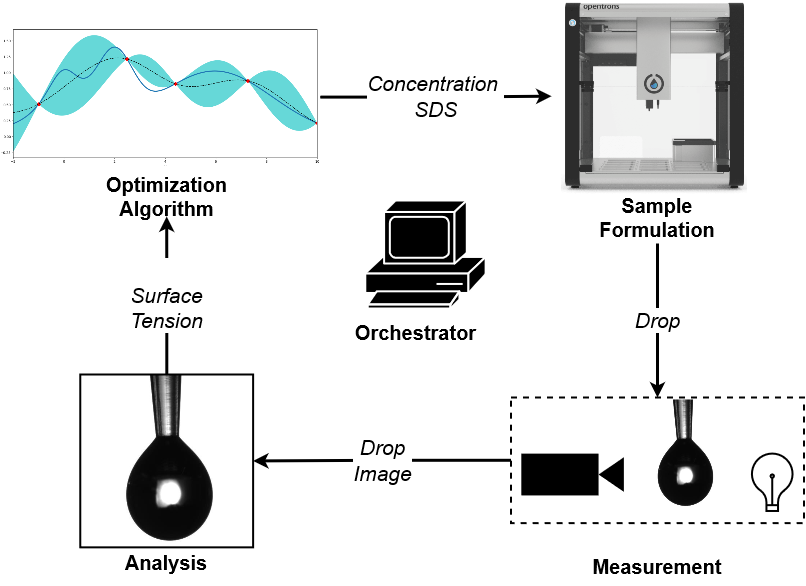 opentrons
Concentration
SDS
Optimization
Algorithm
Sample
Formulation
Surface
Tension
Orchestrator
Drop
Drop
Image
Analysis
Measurement